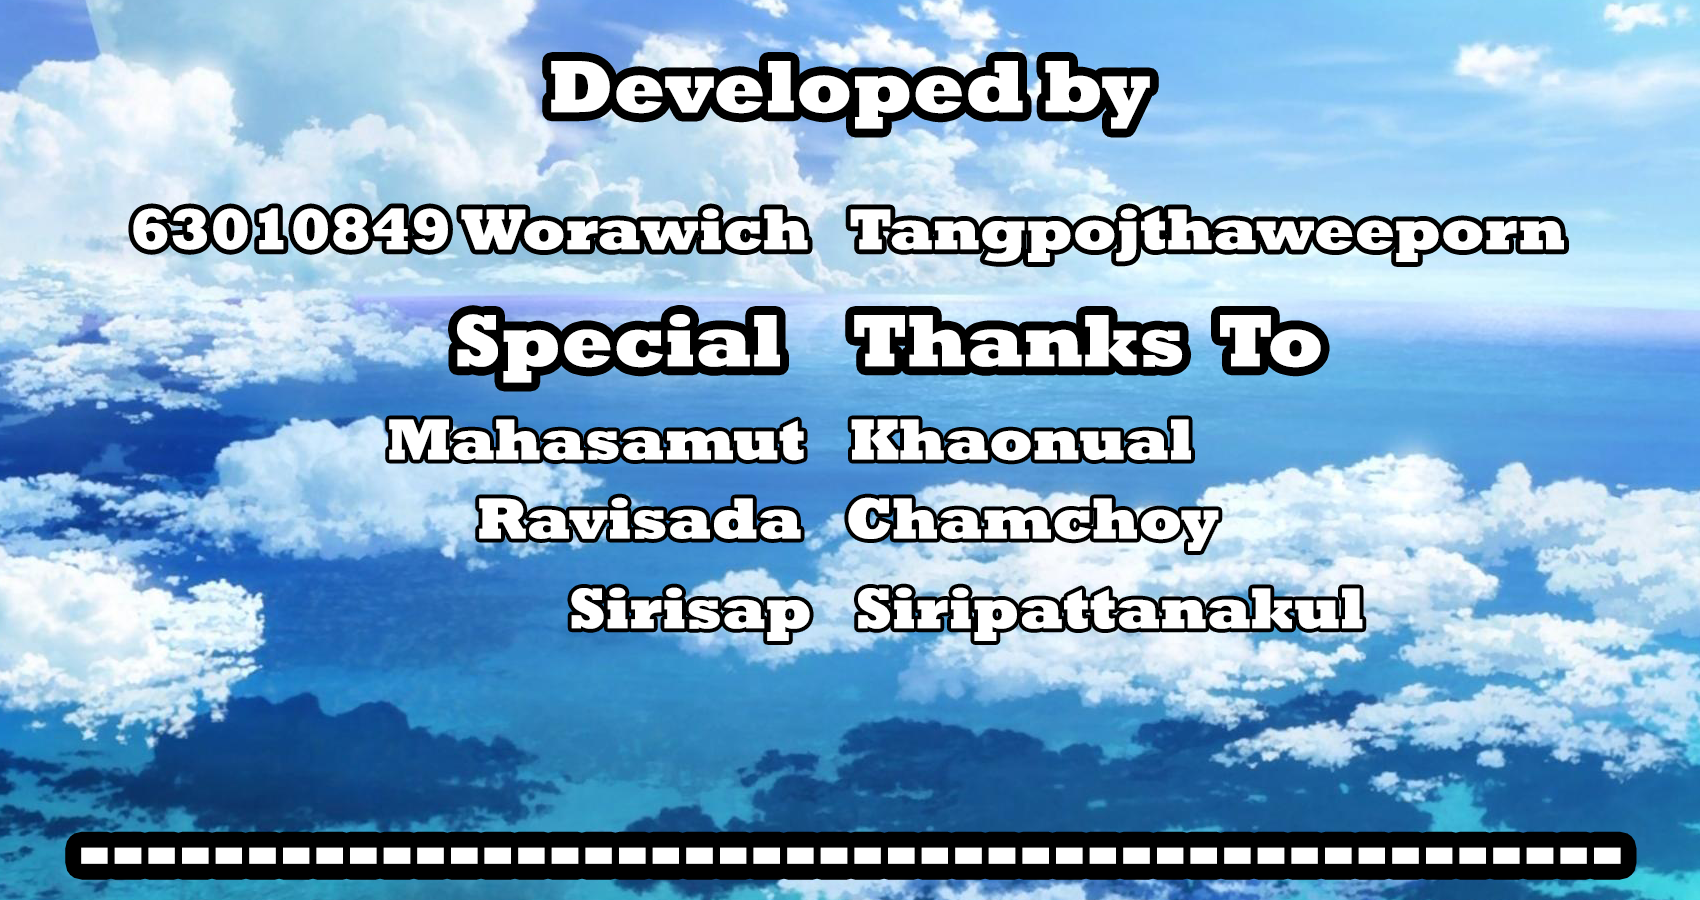 Developed by
63010849 Worawich Tangpojthaweeporn
Special Thanks To
Mahasamut Khaonual
Ravisada Chamchoy
Sirisap Siripattanakul